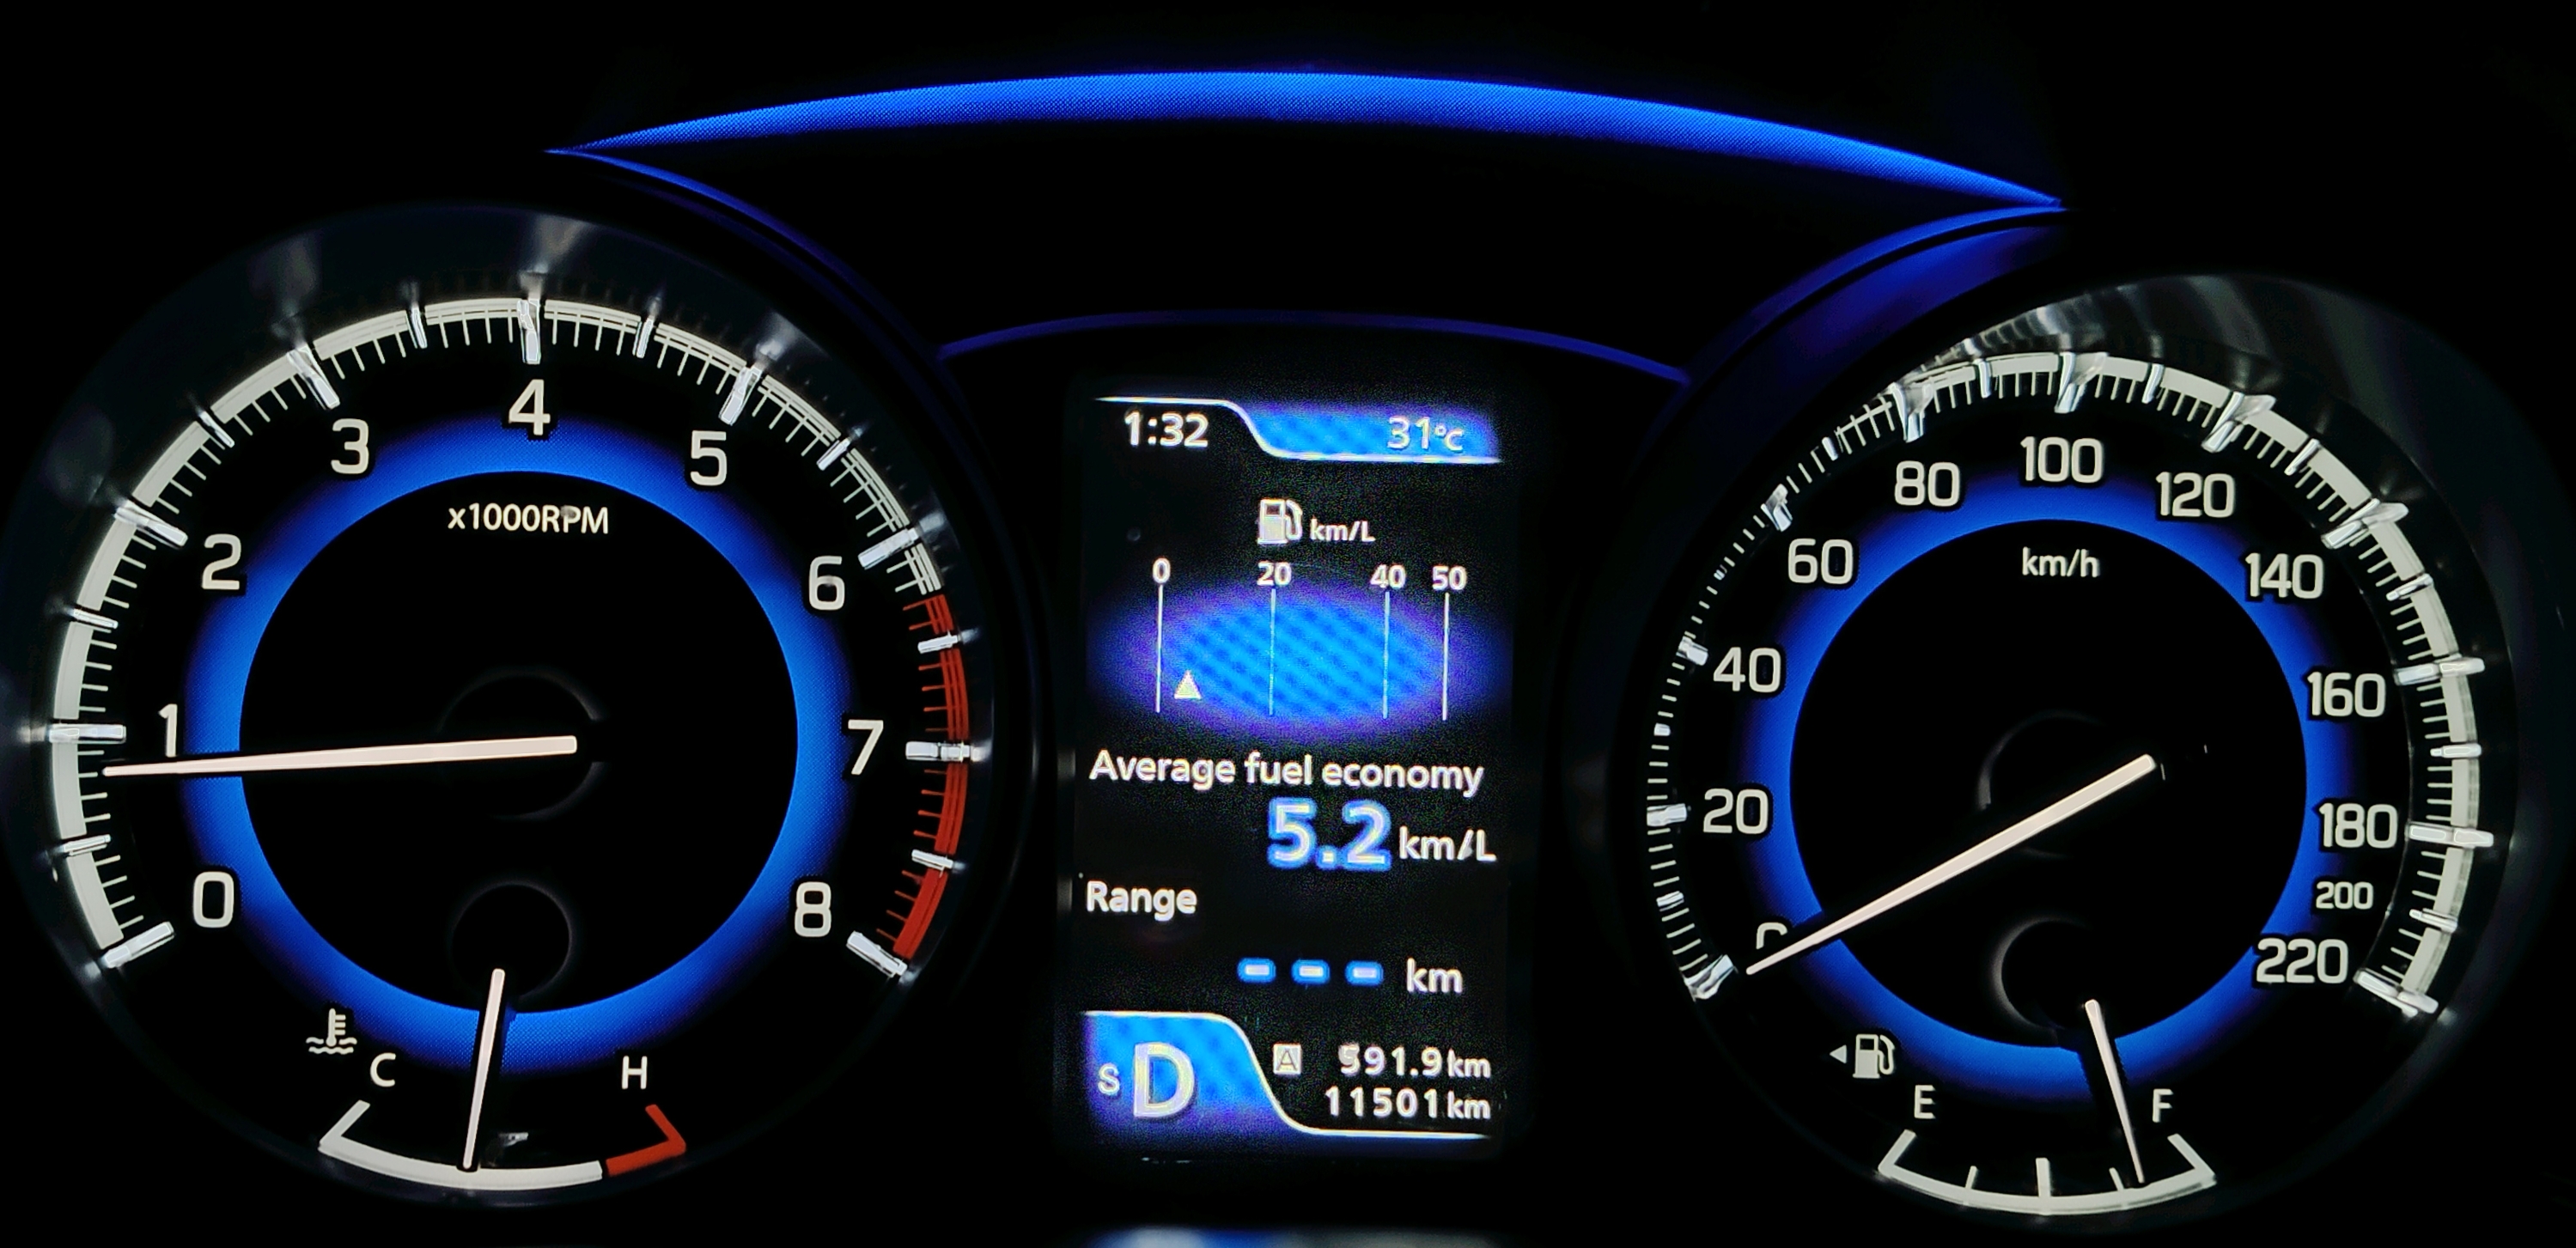 0
1
2
3
4
5
6
7
8
x1000RPM
C
H
1:32
31°C
km/L
0 20 40 50
Average fuel economy
5.2 km/L
Range
--- km
S D
A 591.9 km
11501 km
0
20
40
60
80
100
120
140
160
180
200
220
km/h
E
F